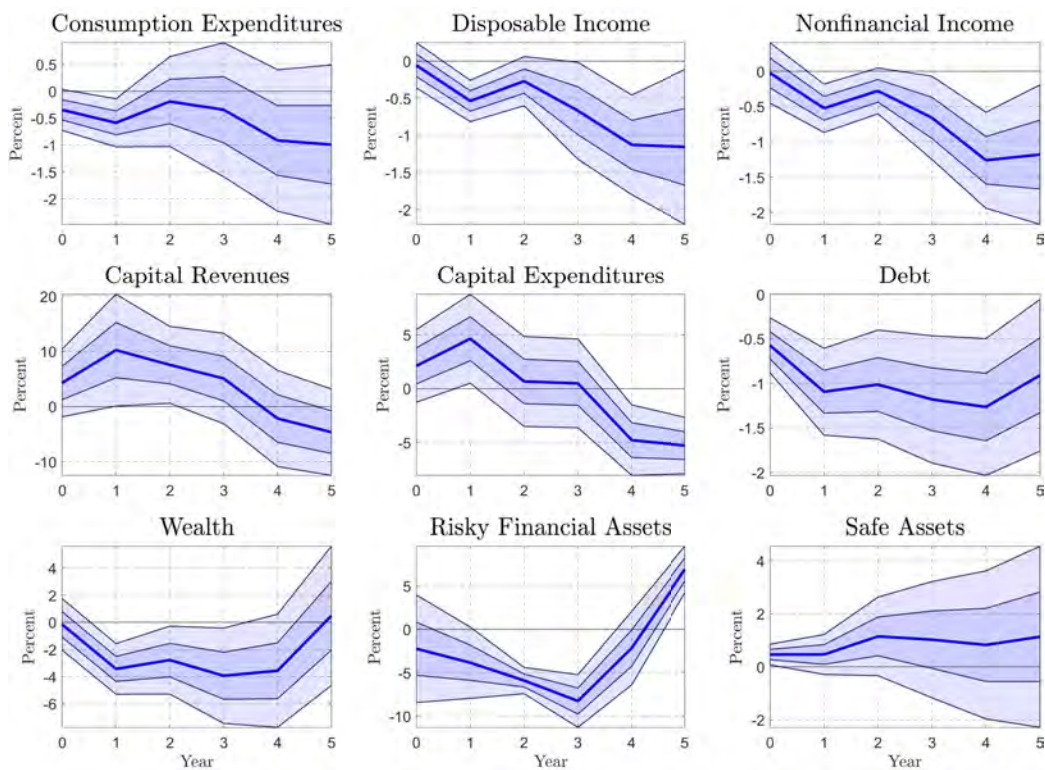 Consumption Expenditures Disposable Income Nonfinancial Income
Percent
0.5
0
-0.5
-1
-1.5
-2
0 1 2 3 4 5
Percent
0
-0.5
-1
-1.5
-2
0 1 2 3 4 5
Percent
0
-0.5
-1
-1.5
-2
0 1 2 3 4 5
Capital Revenues Capital Expenditures Debt
Percent
20
10
0
-10
0 1 2 3 4 5
Percent
5
0
-5
0 1 2 3 4 5
Percent
0
-0.5
-1
-1.5
-2
0 1 2 3 4 5
Wealth Risky Financial Assets Safe Assets
Percent
4
2
0
-2
-4
-6
0 1 2 3 4 5
Year
Percent
5
0
-5
-10
0 1 2 3 4 5
Year
Percent
4
2
0
-2
0 1 2 3 4 5
Year